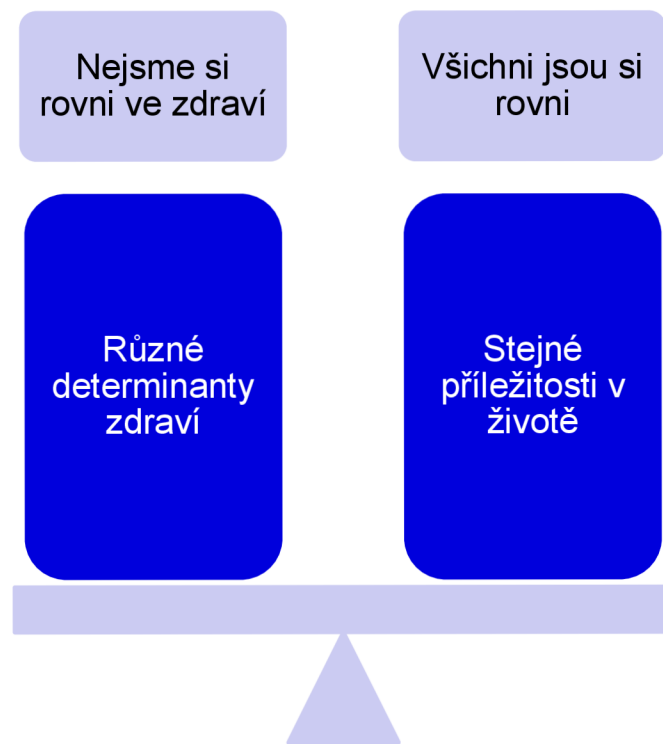 Nejsme si
rovni ve zdraví
Všichni jsou si
rovni
Různé
determinanty
zdraví
Stejné
příležitosti v
životě